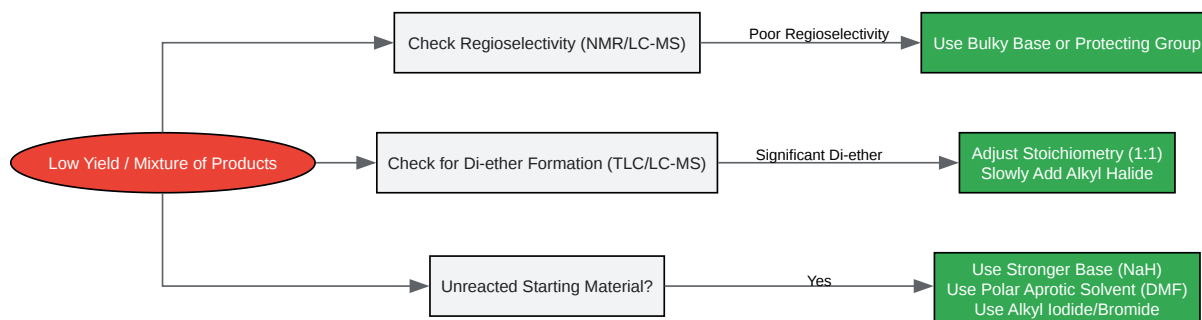 Check Regioselectivity (NMR/LC-MS)
Poor Regioselectivity
Use Bulky Base or Protecting Group
Low Yield / Mixture of Products
Check for Di-ether Formation (TLC/LC-MS)
Significant Di-ether
Adjust Stoichiometry (1:1)
Slowly Add Alkyl Halide
Unreacted Starting Material?
Yes
Use Stronger Base (NaH)
Use Polar Aprotic Solvent (DMF)
Use Alkyl Iodide/Bromide